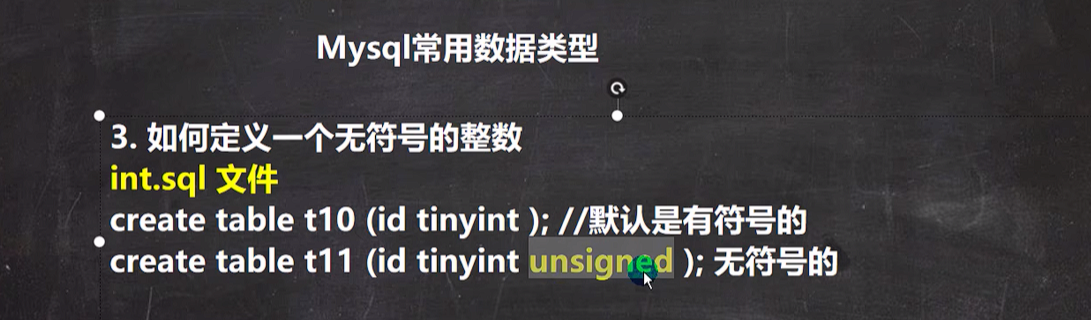 Mysql常用数据类型
3. 如何定义一个无符号的整数
int.sql 文件
create table t10 (id tinyint ); //默认是有符号的
create table t11 (id tinyint unsigned ); 无符号的